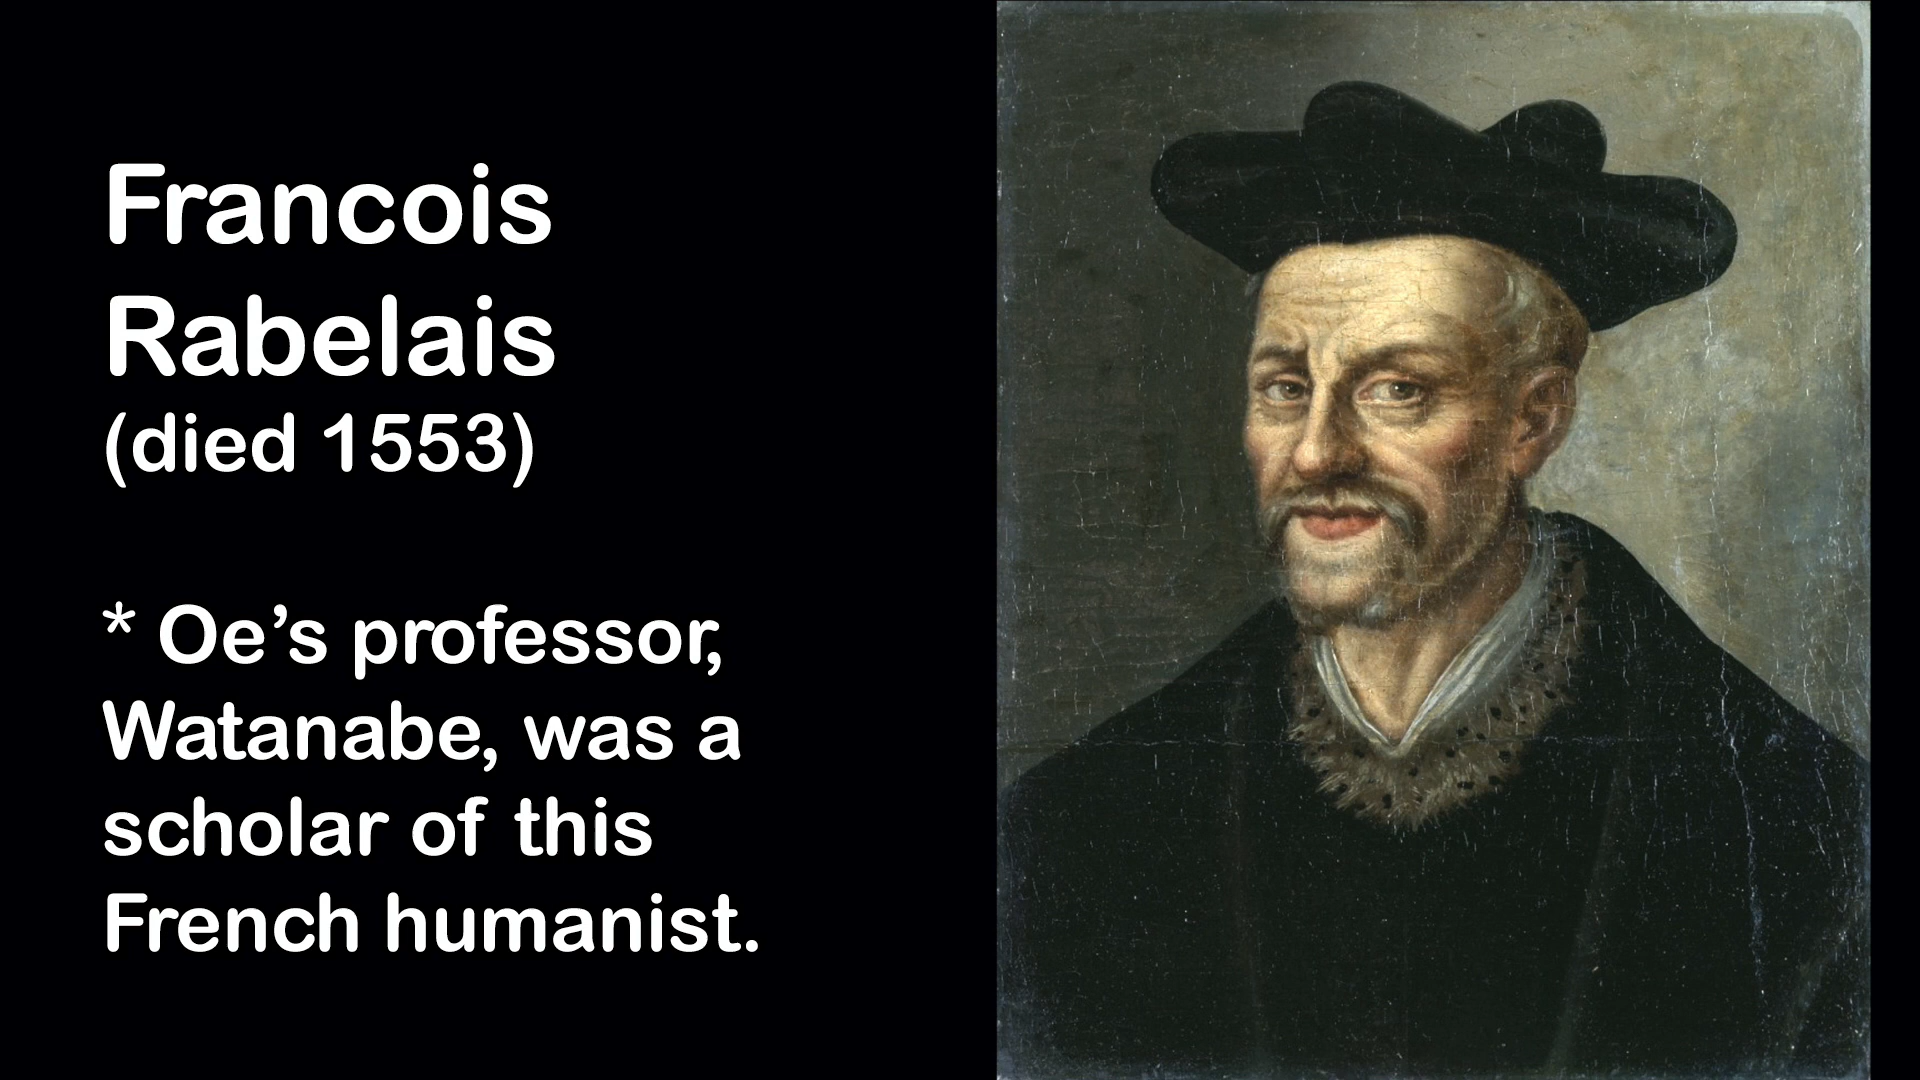 Francois
Rabelais
(died 1553)
* Oe’s professor,
Watanabe, was a
scholar of this
French humanist.